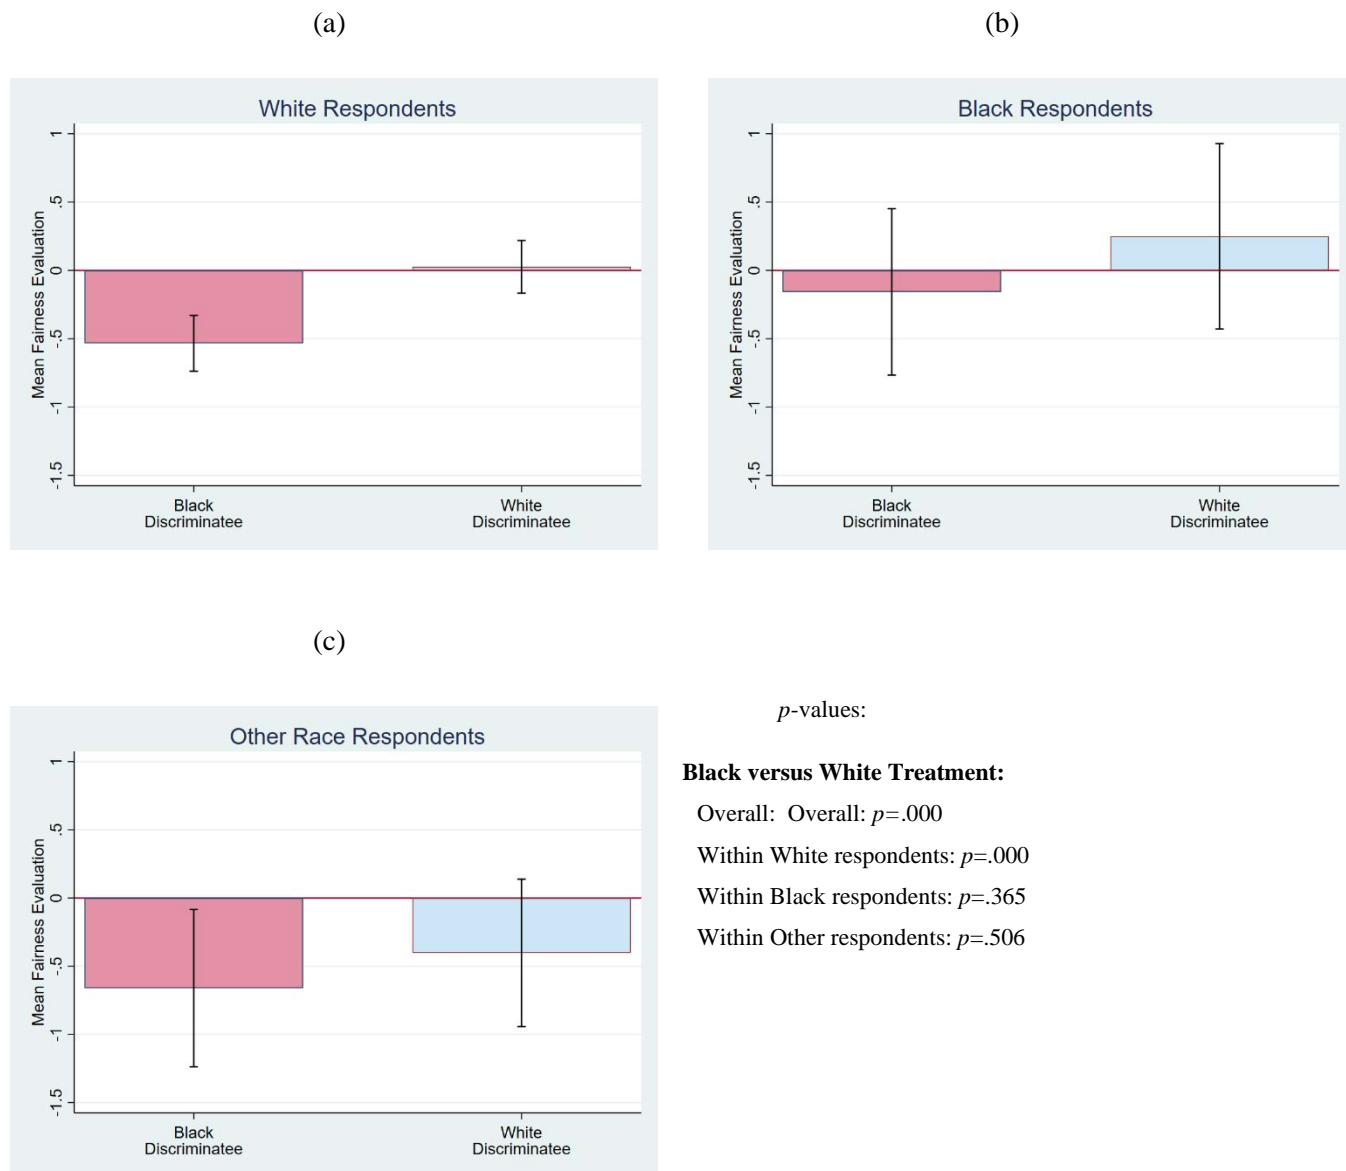 (a)
White Respondents
Mean Fairness Evaluation
1
.5
0
-.5
-1
-1.5
Black
Discriminatee
White
Discriminatee
(b)
Black Respondents
Mean Fairness Evaluation
1
.5
0
-.5
-1
-1.5
Black
Discriminatee
White
Discriminatee
(c)
Other Race Respondents
Mean Fairness Evaluation
1
.5
0
-.5
-1
-1.5
Black
Discriminatee
White
Discriminatee
p-values:
Black versus White Treatment:
Overall: Overall: p=.000
Within White respondents: p=.000
Within Black respondents: p=.365
Within Other respondents: p=.506